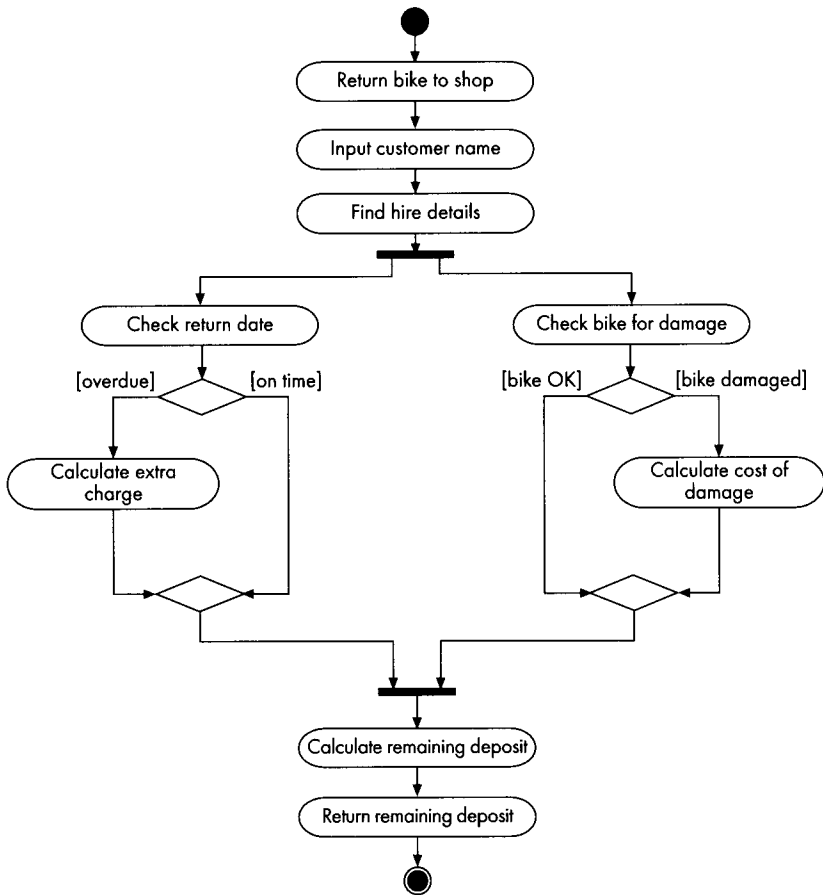 Return bike to shop
Input customer name
Find hire details
Check return date
Check bike for damage
[overdue]
[on time]
[bike OK]
[bike damaged]
Calculate extra
charge
Calculate cost of
damage
Calculate remaining deposit
Return remaining deposit